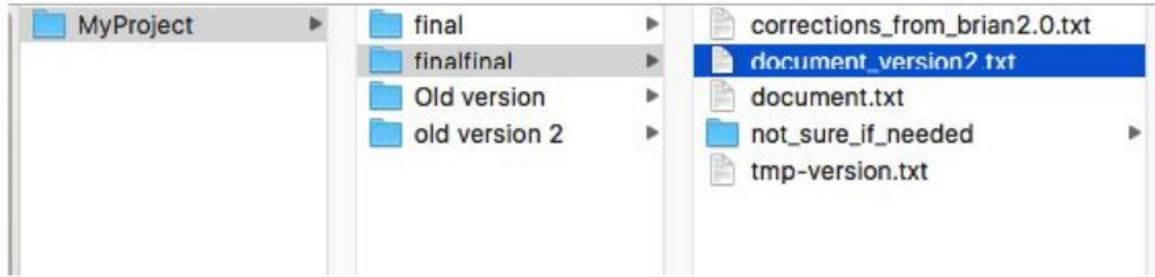 MyProject
final
finalfinal
Old version
old version 2
corrections_from_brian2.0.txt
document_version2.txt
document.txt
not_sure_if_needed
tmp-version.txt